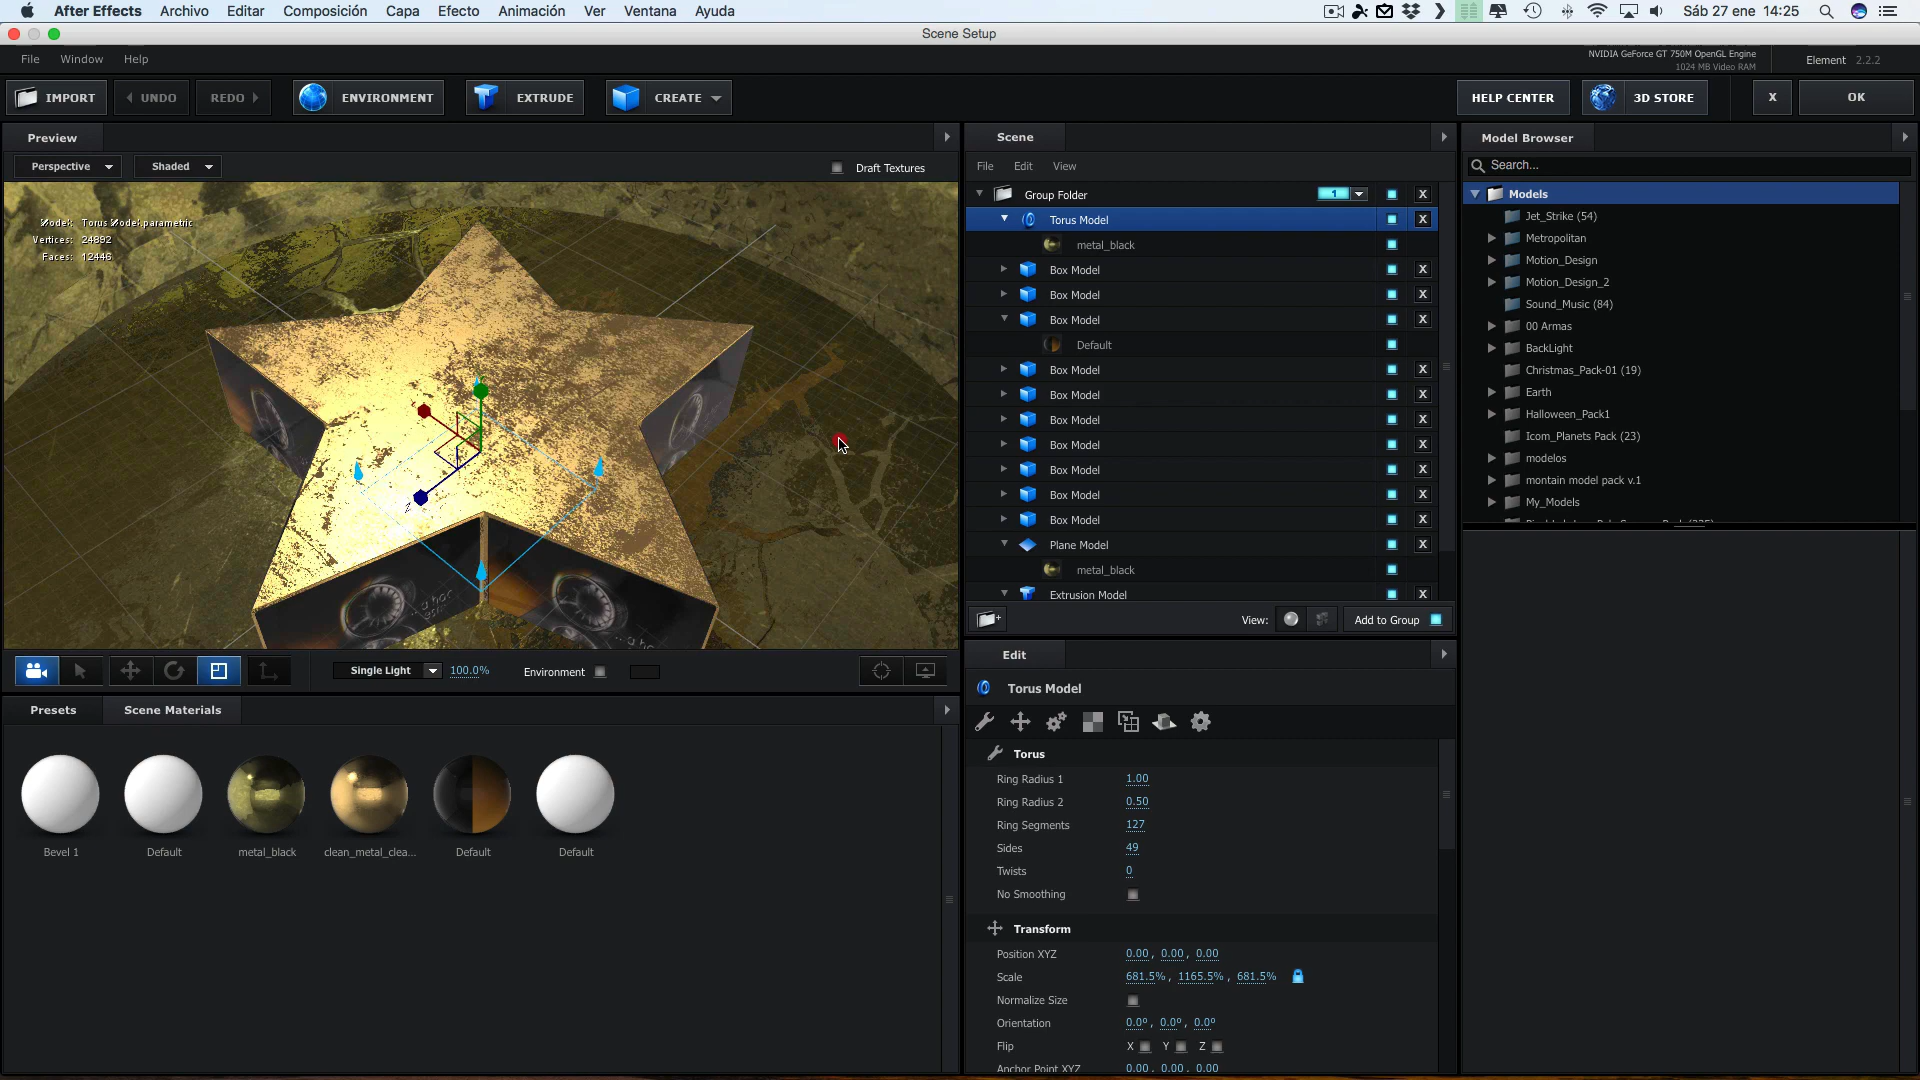 After Effects Archivo Editar Composición Capa Efecto Animación Ver Ventana Ayuda Sáb 27 ene 14:25
Scene Setup
File Window Help
NVIDIA GeForce GT 750M OpenGL Engine
1024 MB Video RAM
Element 2.2.2
IMPORT UNDO REDO ENVIRONMENT EXTRUDE CREATE HELP CENTER 3D STORE X OK
Preview
Perspective Shaded Draft Textures
Model: Torus Model.parametric
Vertices: 24892
Faces: 12446
Single Light 100.0% Environment
Presets Scene Materials
Bevel 1 Default metal_black clean_metal_clea... Default Default
Scene
File Edit View
Group Folder 1 X
Torus Model X
metal_black
Box Model X
Box Model X
Box Model X
Default
Box Model X
Box Model X
Box Model X
Box Model X
Box Model X
Box Model X
Box Model X
Plane Model X
metal_black
Extrusion Model X
View: Add to Group
Edit
Torus Model
Torus
Ring Radius 1 1.00
Ring Radius 2 0.50
Ring Segments 127
Sides 49
Twists 0
No Smoothing
Transform
Position XYZ 0.00, 0.00, 0.00
Scale 681.5%, 1165.5%, 681.5%
Normalize Size
Orientation 0.0º, 0.0º, 0.0º
Flip X Y Z
Anchor Point XYZ 0.00, 0.00, 0.00
Model Browser
Search...
Models
Jet_Strike (54)
Metropolitan
Motion_Design
Motion_Design_2
Sound_Music (84)
00 Armas
BackLight
Christmas_Pack-01 (19)
Earth
Halloween_Pack1
Icom_Planets Pack (23)
modelos
montain model pack v.1
My_Models